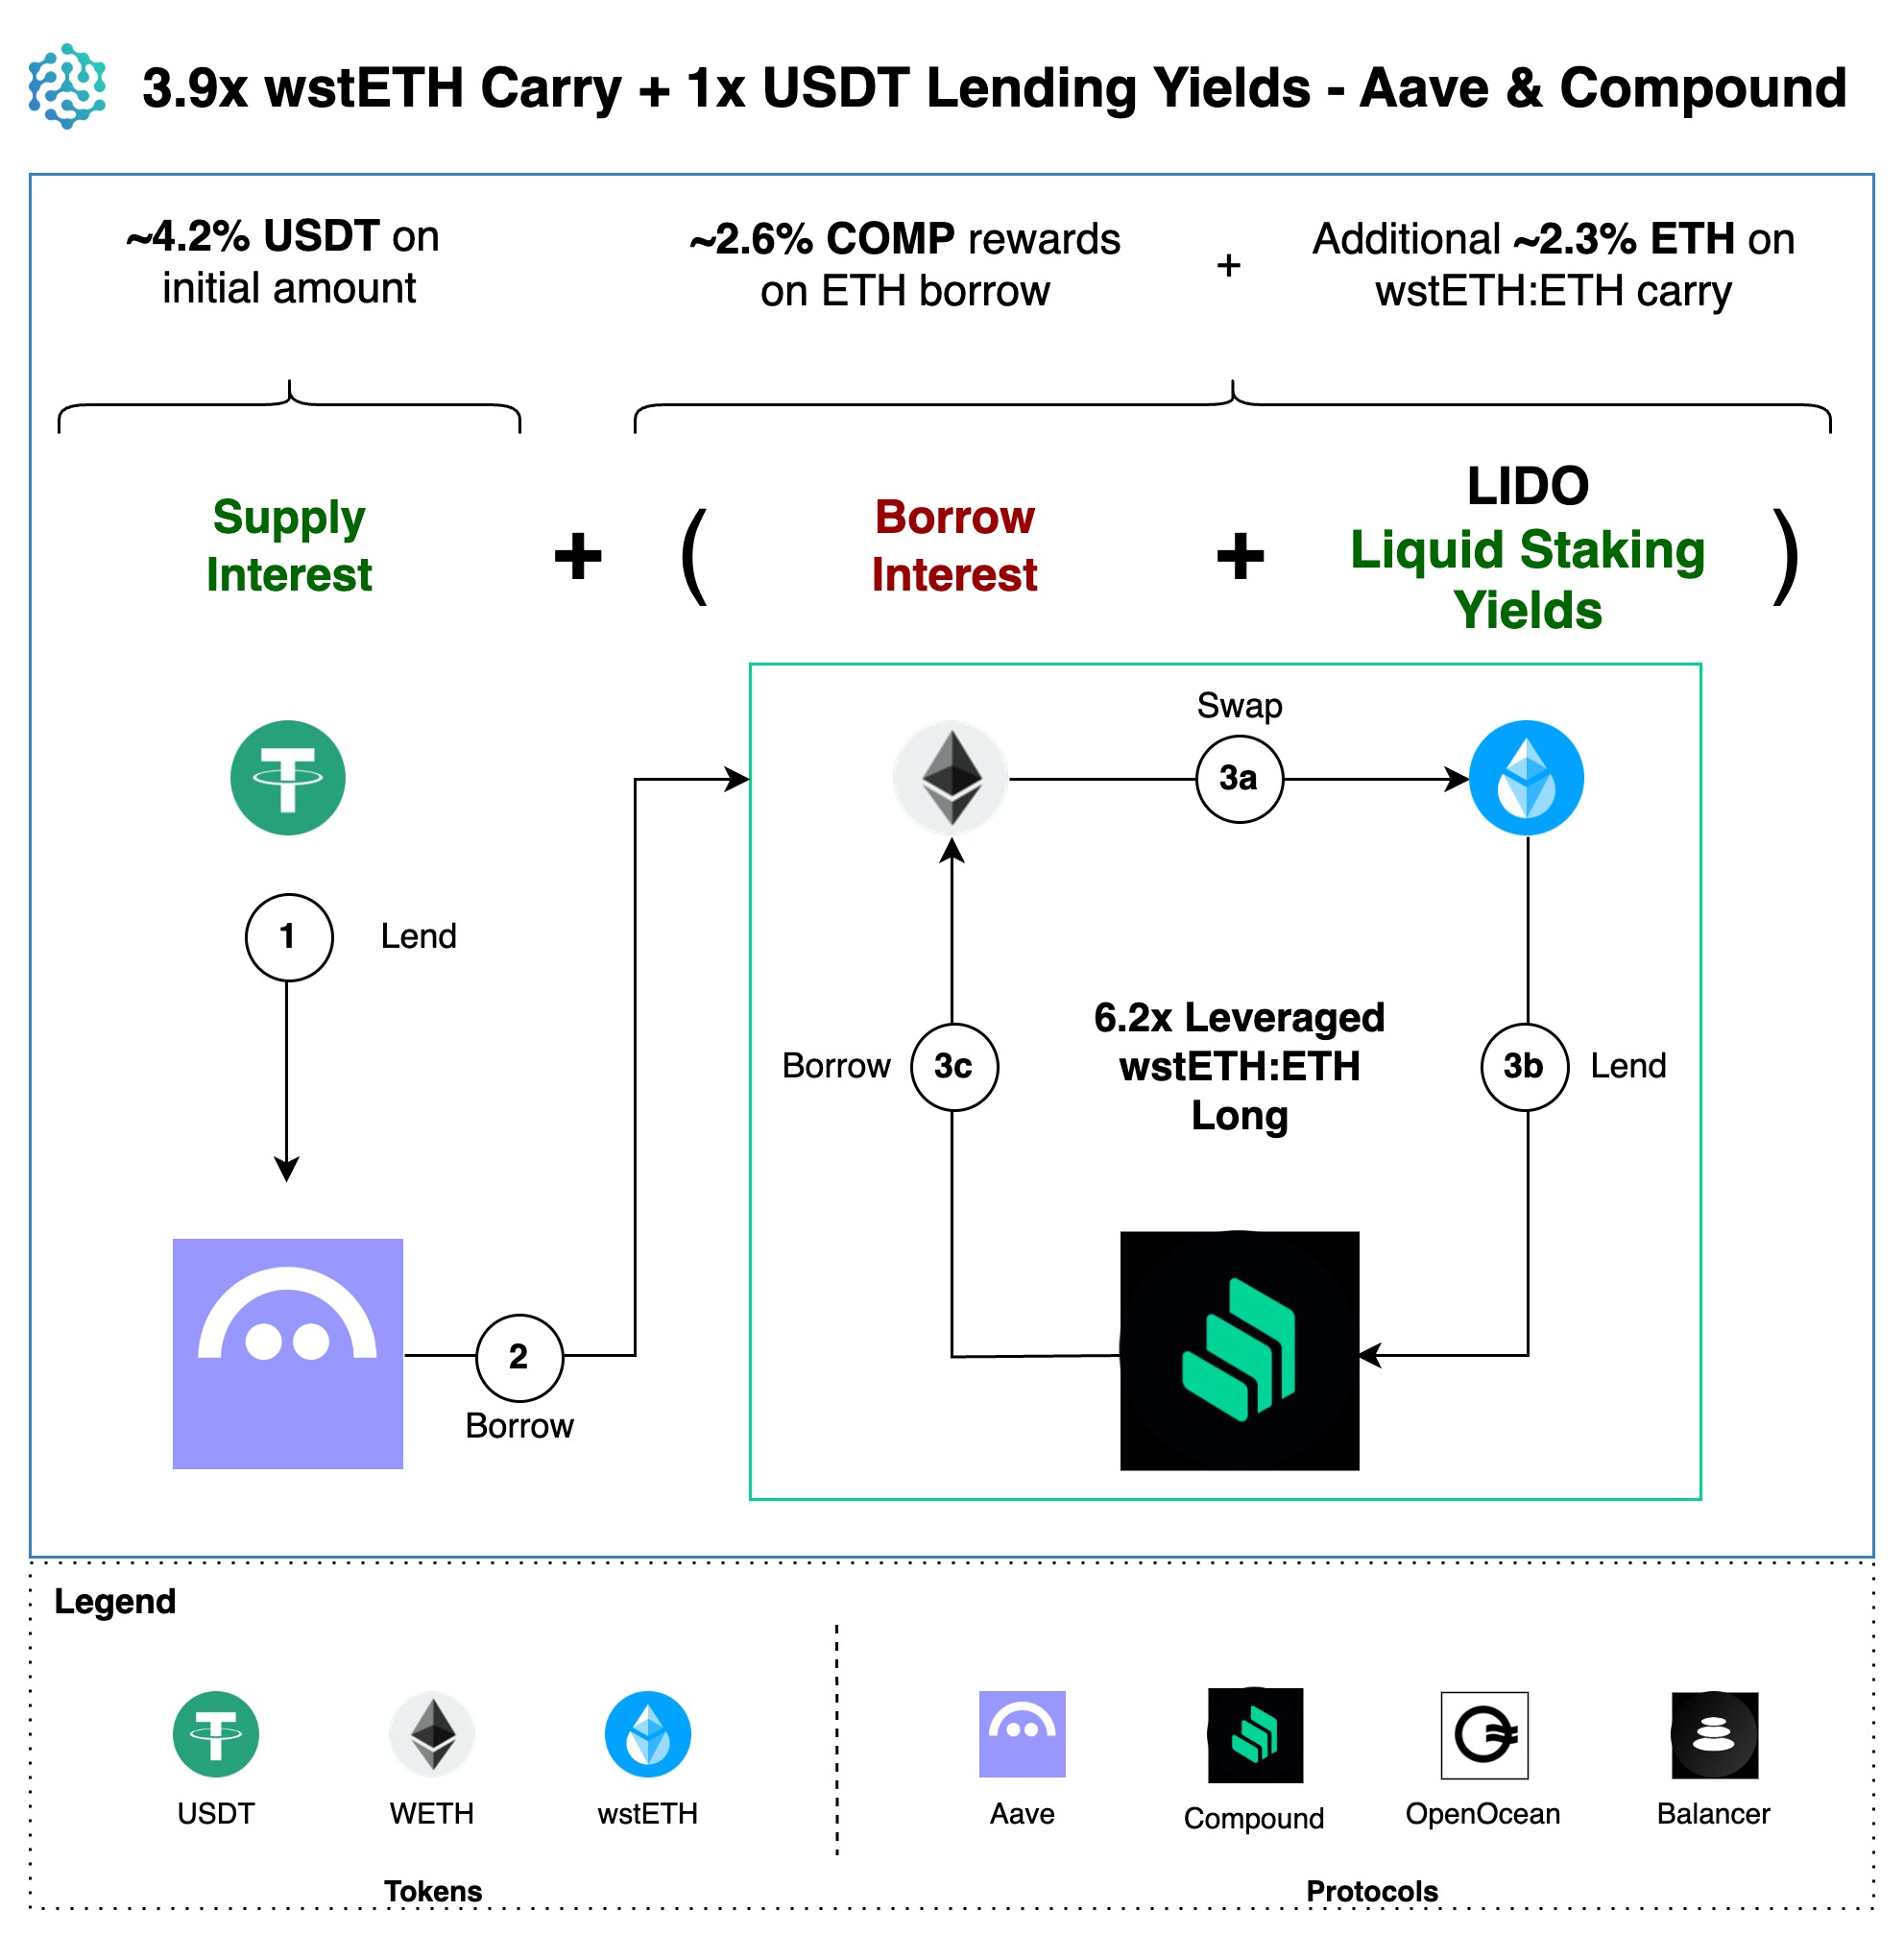 3.9x wstETH Carry + 1x USDT Lending Yields - Aave & Compound
~4.2% USDT on
initial amount
~2.6% COMP rewards
on ETH borrow
+
Additional ~2.3% ETH on
wstETH:ETH carry
Supply
Interest
+
(
Borrow
Interest
+
LIDO
Liquid Staking
Yields
)
Swap
3a
1
Lend
6.2x Leveraged
wstETH:ETH
Long
Borrow
3c
3b
Lend
2
Borrow
Legend
USDT
WETH
wstETH
Aave
Compound
OpenOcean
Balancer
Tokens
Protocols